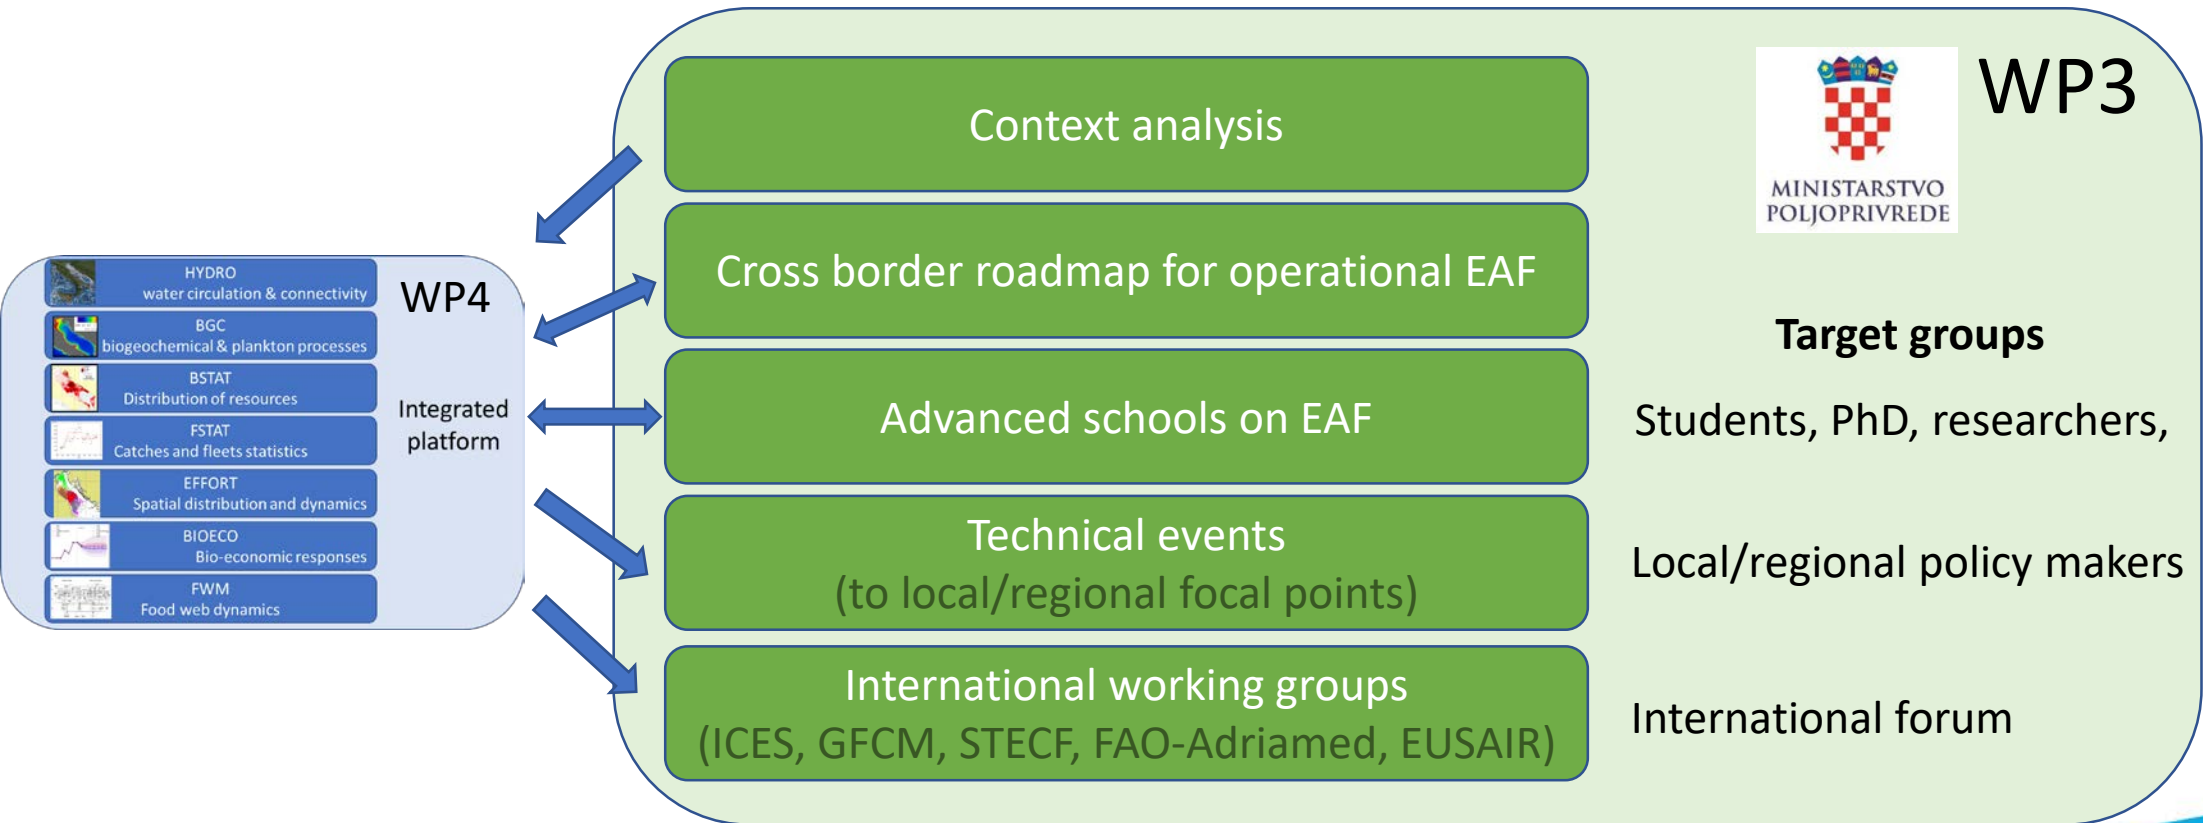 HYDRO
water circulation & connectivity
BGC
biogeochemical & plankton processes
BSTAT
Distribution of resources
FSTAT
Catches and fleets statistics
EFFORT
Spatial distribution and dynamics
BIOECO
Bio-economic responses
FWM
Food web dynamics
WP4
Integrated
platform
Context analysis
Cross border roadmap for operational EAF
Advanced schools on EAF
Technical events
(to local/regional focal points)
International working groups
(ICES, GFCM, STECF, FAO-Adriamed, EUSAIR)
MINISTARSTVO
POLJOPRIVREDE
WP3
Target groups
Students, PhD, researchers,
Local/regional policy makers
International forum